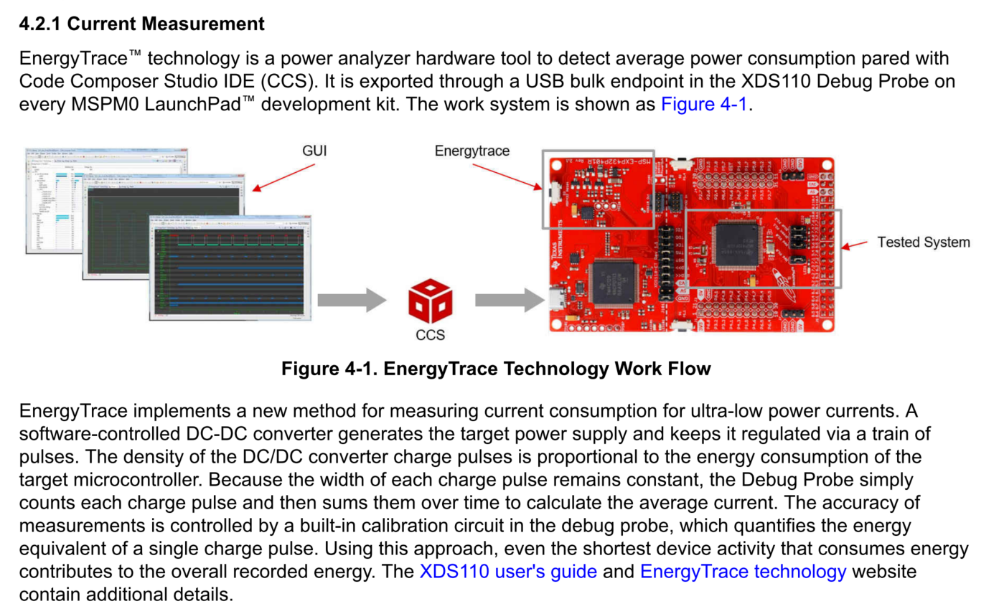 4.2.1 Current Measurement
EnergyTrace™ technology is a power analyzer hardware tool to detect average power consumption pared with
Code Composer Studio IDE (CCS). It is exported through a USB bulk endpoint in the XDS110 Debug Probe on
every MSPM0 LaunchPad™ development kit. The work system is shown as Figure 4-1.
GUI
Energytrace
MSP-EXP432P401R
TEXAS
INSTRUMENTS
Tested System
CCS
Figure 4-1. EnergyTrace Technology Work Flow
EnergyTrace implements a new method for measuring current consumption for ultra-low power currents. A
software-controlled DC-DC converter generates the target power supply and keeps it regulated via a train of
pulses. The density of the DC/DC converter charge pulses is proportional to the energy consumption of the
target microcontroller. Because the width of each charge pulse remains constant, the Debug Probe simply
counts each charge pulse and then sums them over time to calculate the average current. The accuracy of
measurements is controlled by a built-in calibration circuit in the debug probe, which quantifies the energy
equivalent of a single charge pulse. Using this approach, even the shortest device activity that consumes energy
contributes to the overall recorded energy. The XDS110 user's guide and EnergyTrace technology website
contain additional details.